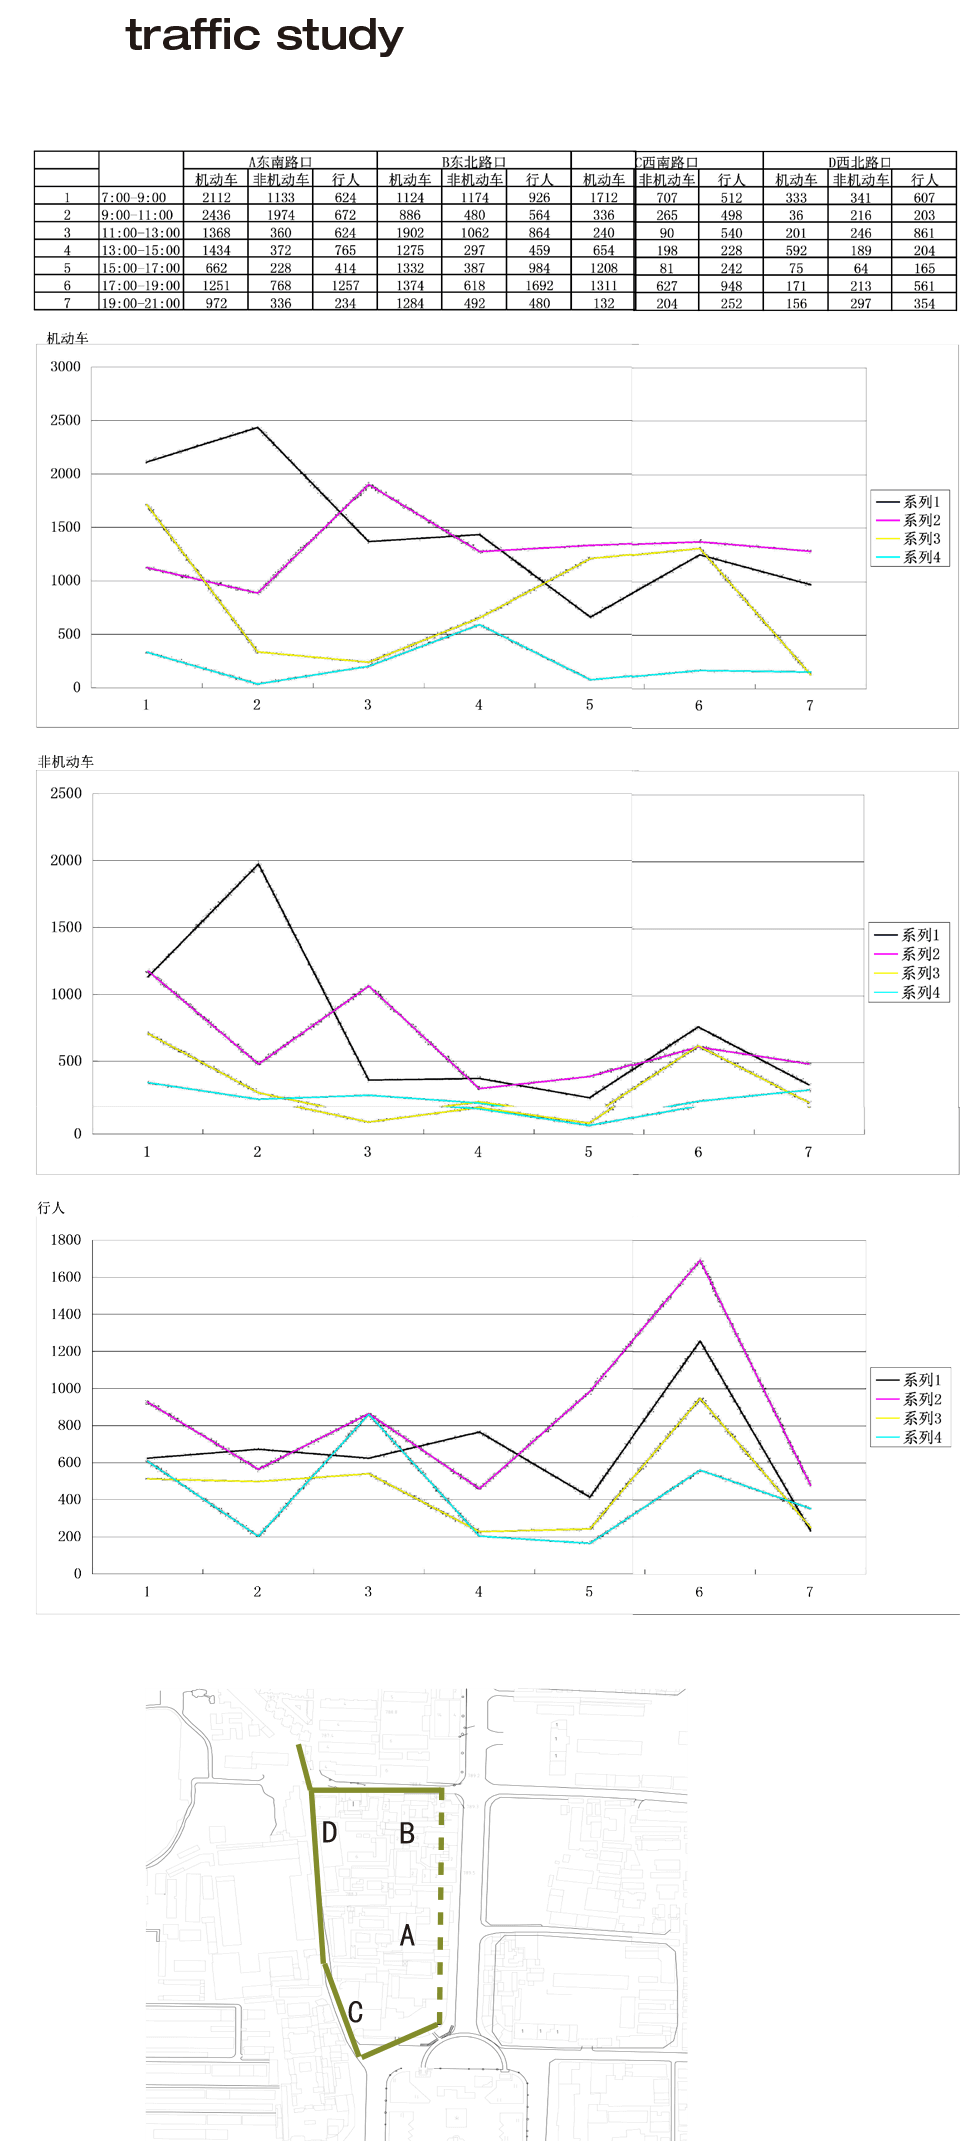 traffic study
A东南路口 B东北路口 C西南路口 D西北路口
机动车 非机动车 行人 机动车 非机动车 行人 机动车 非机动车 行人 机动车 非机动车 行人
1 7:00-9:00 2112 1133 624 1124 1174 926 1712 707 512 333 341 607
2 9:00-11:00 2436 1974 672 886 480 564 336 265 498 36 216 203
3 11:00-13:00 1368 360 624 1902 1062 864 240 90 540 201 246 861
4 13:00-15:00 1434 372 765 1275 297 459 654 198 228 592 189 204
5 15:00-17:00 662 228 414 1332 387 984 1208 81 242 75 64 165
6 17:00-19:00 1251 768 1257 1374 618 1692 1311 627 948 171 213 561
7 19:00-21:00 972 336 234 1284 492 480 132 204 252 156 297 354
机动车
3000
2500
2000
1500
1000
500
0
1 2 3 4 5 6 7
系列1
系列2
系列3
系列4
非机动车
2500
2000
1500
1000
500
0
1 2 3 4 5 6 7
系列1
系列2
系列3
系列4
行人
1800
1600
1400
1200
1000
800
600
400
200
0
1 2 3 4 5 6 7
系列1
系列2
系列3
系列4
D B
A
C